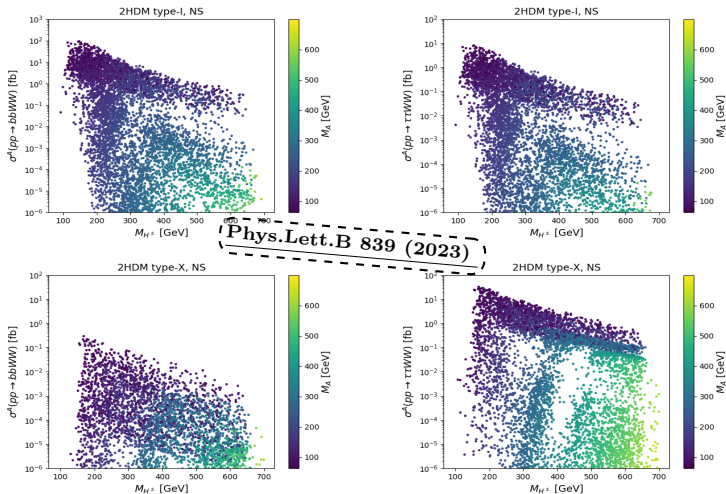 2HDM type-I, NS
2HDM type-I, NS
10³
10²
10¹
10⁰
10⁻¹
10⁻²
10⁻³
10⁻⁴
10⁻⁵
10⁻⁶
σᴬ(pp → bbWW) [fb]
100 200 300 400 500 600 700
M_H± [GeV]
600
500
400
300
200
100
M_A [GeV]
10³
10²
10¹
10⁰
10⁻¹
10⁻²
10⁻³
10⁻⁴
10⁻⁵
10⁻⁶
σᴬ(pp → ττWW) [fb]
100 200 300 400 500 600 700
M_H± [GeV]
600
500
400
300
200
100
M_A [GeV]
Phys.Lett.B 839 (2023)
2HDM type-X, NS
2HDM type-X, NS
10²
10¹
10⁰
10⁻¹
10⁻²
10⁻³
10⁻⁴
10⁻⁵
10⁻⁶
σᴬ(pp → bbWW) [fb]
100 200 300 400 500 600 700
M_H± [GeV]
600
500
400
300
200
100
M_A [GeV]
10²
10¹
10⁰
10⁻¹
10⁻²
10⁻³
10⁻⁴
10⁻⁵
10⁻⁶
σᴬ(pp → ττWW) [fb]
100 200 300 400 500 600 700
M_H± [GeV]
600
500
400
300
200
100
M_A [GeV]